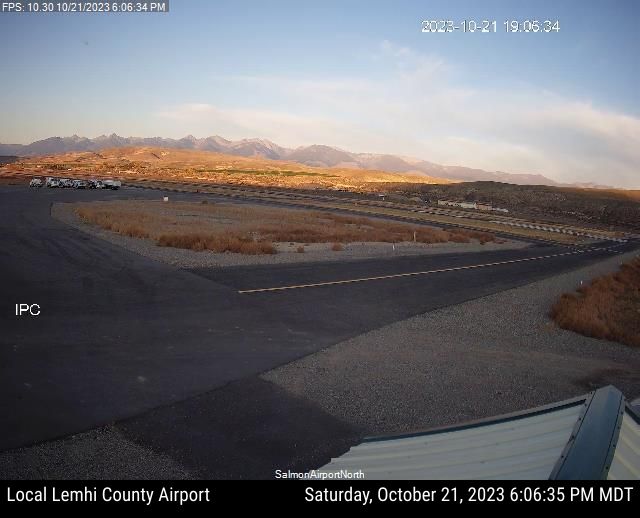 FPS: 10.30 10/21/2023 6:06:34 PM
2023-10-21 19:06:34
IPC
SalmonAirportNorth
Local Lemhi County Airport Saturday, October 21, 2023 6:06:35 PM MDT